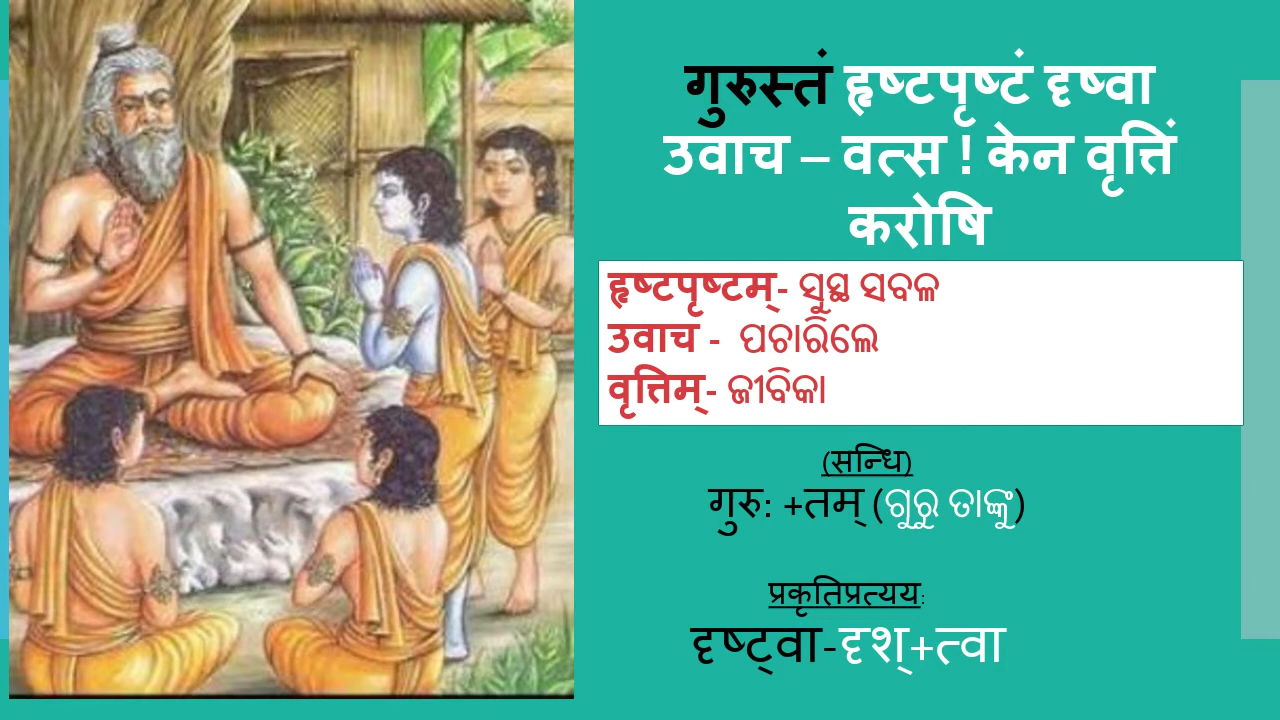 गुरुस्तं हृष्टपृष्टं दृष्वा
उवाच – वत्स ! केन वृत्तिं
करोषि
हृष्टपृष्टम्- ସୁସ୍ଥ ସବଳ
उवाच - ପଚାରିଲେ
वृत्तिम्- ଜୀବିକା
(सन्धि)
गुरु: +तम् (ଗୁରୁ ତାଙ୍କୁ)
प्रकृतिप्रत्यय:
दृष्ट्वा-दृश्+त्वा